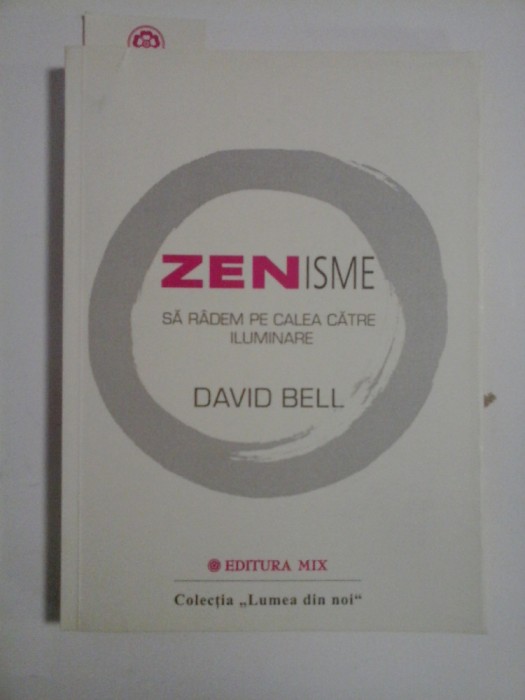 ZENISME
SĂ RÂDEM PE CALEA CĂTRE
ILUMINARE
DAVID BELL
EDITURA MIX
Colecția „Lumea din noi“